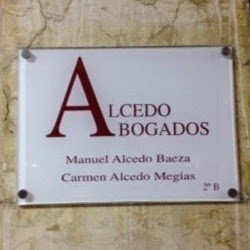 ALCEDO
ABOGADOS
Manuel Alcedo Baeza
Carmen Alcedo Megías
2º B